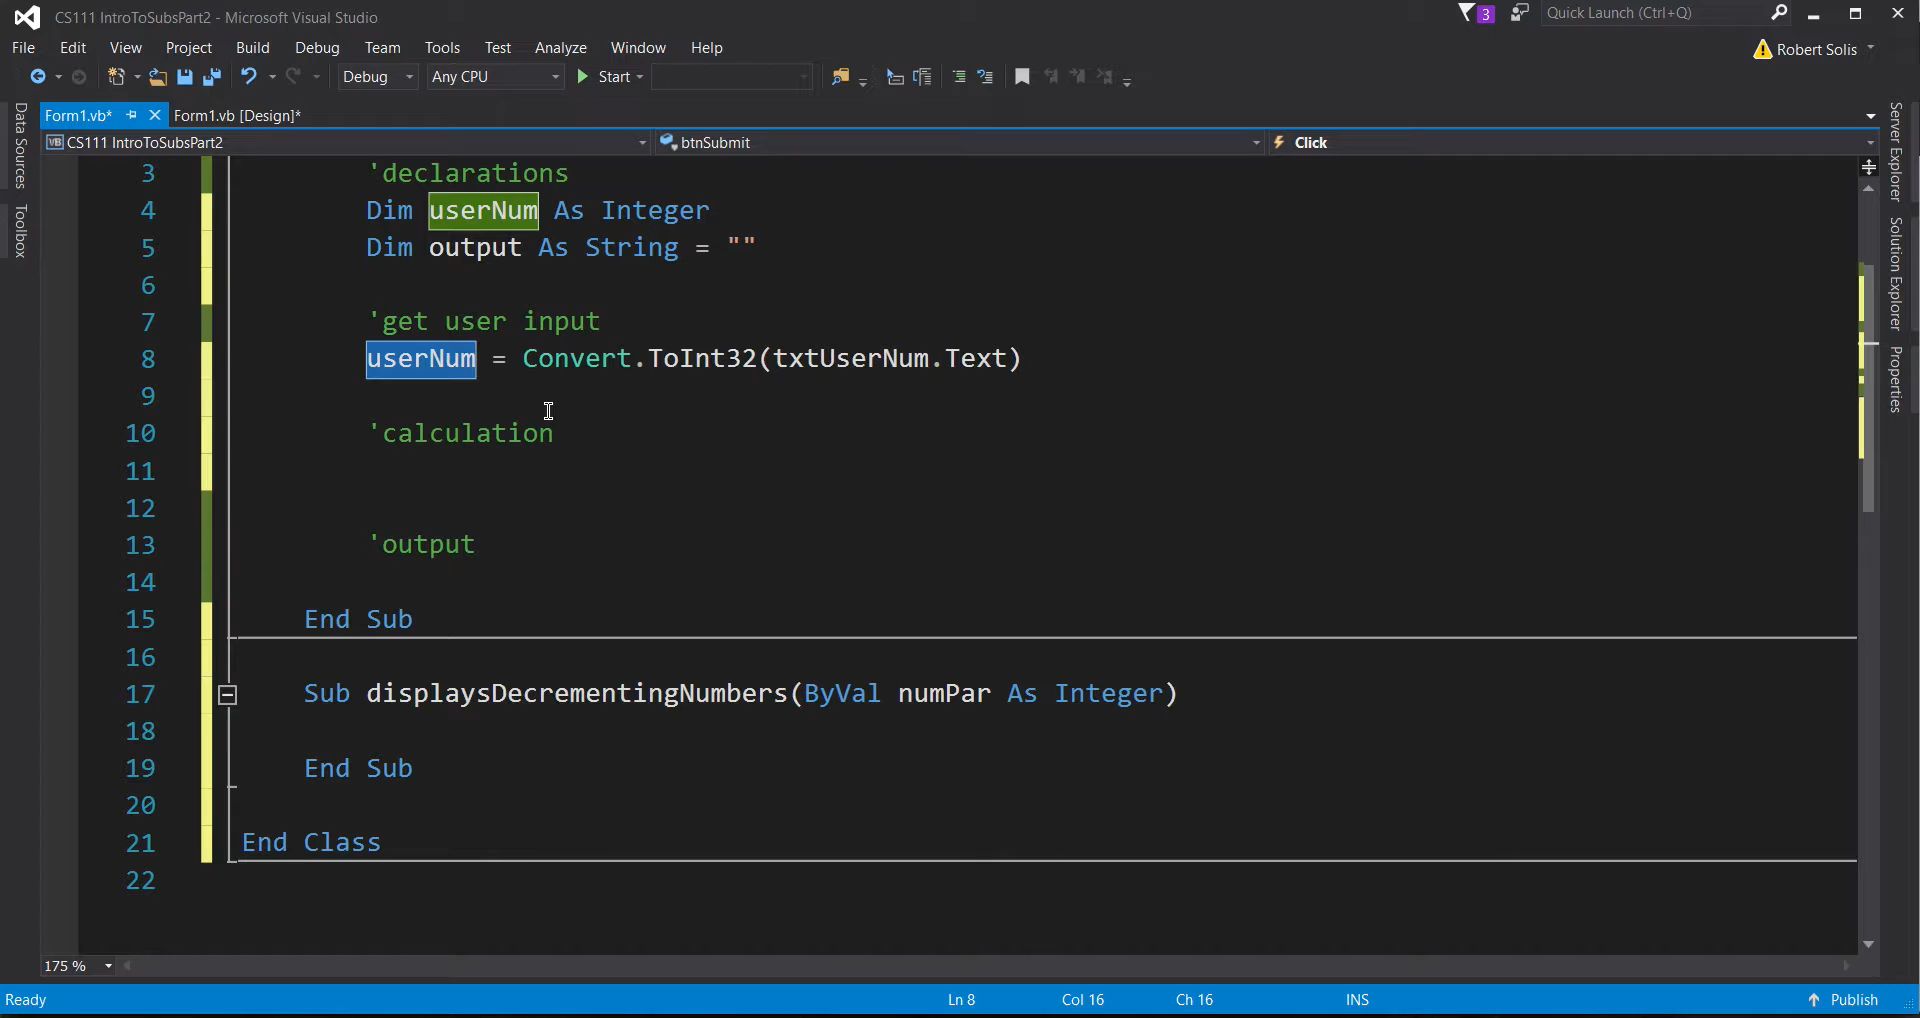 CS111 IntroToSubsPart2 - Microsoft Visual Studio
3
Quick Launch (Ctrl+Q)
File Edit View Project Build Debug Team Tools Test Analyze Window Help
Robert Solis
Debug Any CPU Start
Form1.vb* Form1.vb [Design]*
VB CS111 IntroToSubsPart2 btnSubmit Click
Data Sources
Toolbox
Server Explorer
Solution Explorer
Properties
3 'declarations
4 Dim userNum As Integer
5 Dim output As String = ""
6
7 'get user input
8 userNum = Convert.ToInt32(txtUserNum.Text)
9
10 'calculation
11
12
13 'output
14
15 End Sub
16
17 Sub displaysDecrementingNumbers(ByVal numPar As Integer)
18
19 End Sub
20
21 End Class
22
175 %
Ready Ln 8 Col 16 Ch 16 INS Publish